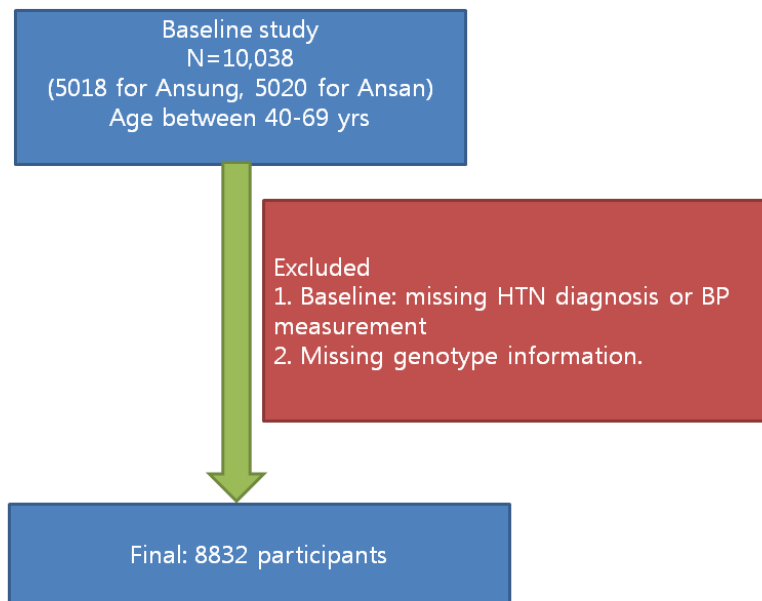 Baseline study
N=10,038
(5018 for Ansung, 5020 for Ansan)
Age between 40-69 yrs
Excluded
1. Baseline: missing HTN diagnosis or BP
measurement
2. Missing genotype information.
Final: 8832 participants